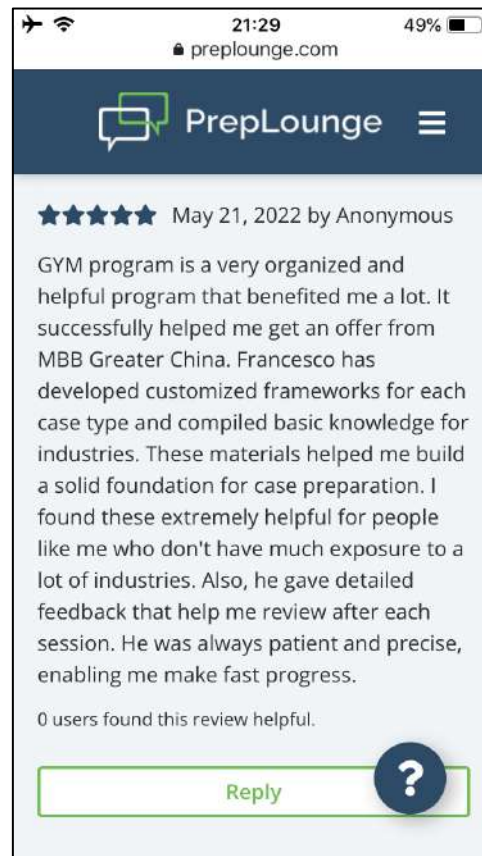 21:29
49%
preplounge.com
PrepLounge
May 21, 2022 by Anonymous
GYM program is a very organized and
helpful program that benefited me a lot. It
successfully helped me get an offer from
MBB Greater China. Francesco has
developed customized frameworks for each
case type and compiled basic knowledge for
industries. These materials helped me build
a solid foundation for case preparation. I
found these extremely helpful for people
like me who don't have much exposure to a
lot of industries. Also, he gave detailed
feedback that help me review after each
session. He was always patient and precise,
enabling me make fast progress.
0 users found this review helpful.
Reply
?